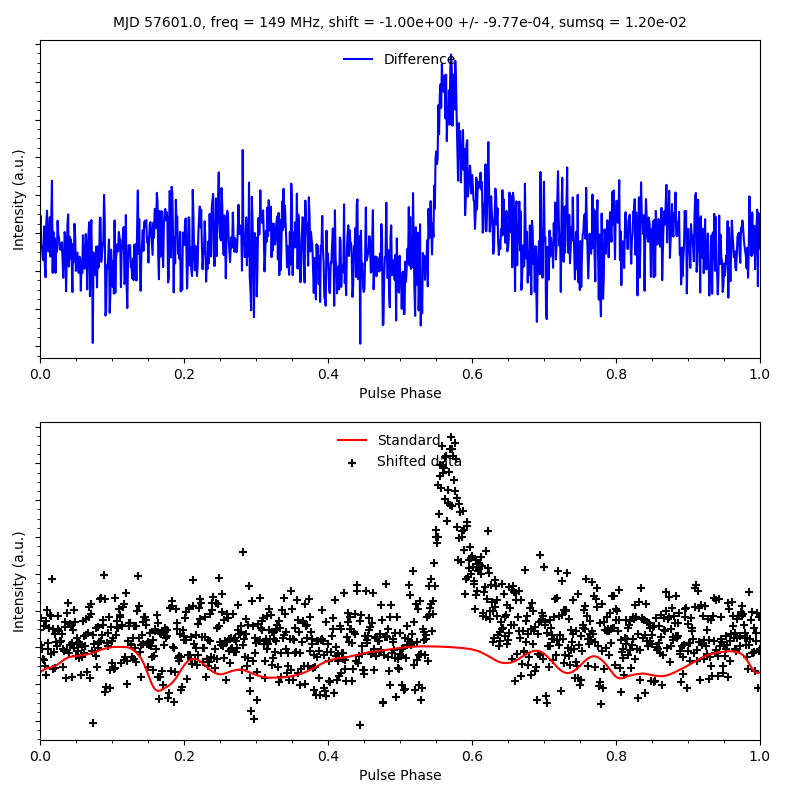 MJD 57601.0, freq = 149 MHz, shift = -1.00e+00 +/- -9.77e-04, sumsq = 1.20e-02
Difference
Intensity (a.u.)
0.0 0.2 0.4 0.6 0.8 1.0
Pulse Phase
Standard
Shifted data
Intensity (a.u.)
0.0 0.2 0.4 0.6 0.8 1.0
Pulse Phase